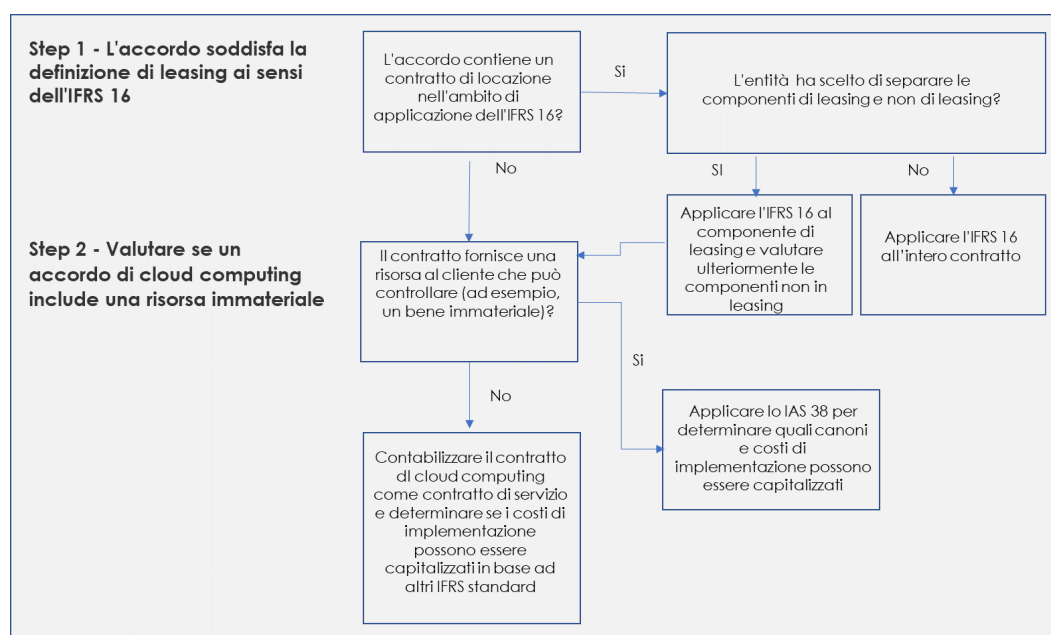 Step 1 - L'accordo soddisfa la
definizione di leasing ai sensi
dell'IFRS 16
L'accordo contiene un
contratto di locazione
nell'ambito di
applicazione dell'IFRS 16?
Si
L'entità ha scelto di separare le
componenti di leasing e non di leasing?
No
SI
No
Applicare l'IFRS 16 al
componente di
leasing e valutare
ulteriormente le
componenti non in
leasing
Applicare l'IFRS 16
all'intero contratto
Step 2 - Valutare se un
accordo di cloud computing
include una risorsa immateriale
Il contratto fornisce una
risorsa al cliente che può
controllare (ad esempio,
un bene immateriale)?
Si
No
Applicare lo IAS 38 per
determinare quali canoni
e costi di
implementazione possono
essere capitalizzati
Contabilizzare il contratto
dI cloud computing
come contratto di servizio
e determinare se i costi di
implementazione
possono essere
capitalizzati in base ad
altri IFRS standard